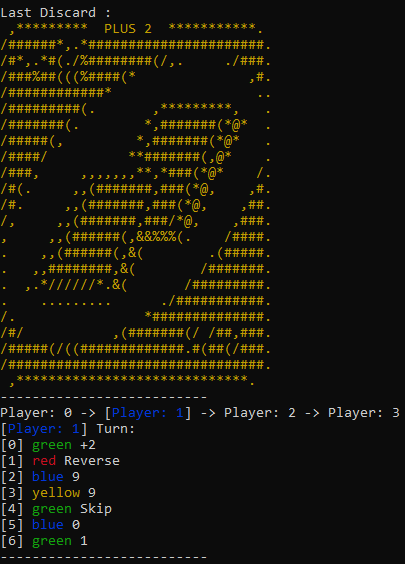 Last Discard :
 ,*********  PLUS 2  ***********.
/######*,.*######################.
/#*,.*#(./%########(/,.     ./###.
/###%##(((%####(*              ,#.
/############*                  ..
/#########(.       ,*********,   .
/#######(.        *,#######(*@*  .
/#####(,         *,#######(*@*   .
/####/          **#######(,@*    .
/###,     ,,,,,,,**,*###(*@*    /.
/#(.     ,,(#######,###(*@,    ,#.
/#.     ,,(#######,###(*@,    ,##.
/,     ,,(#######,###/*@,    ,###.
,     ,,(######(,&&%%%(.    /####.
.    ,,(######(,&(        .(#####.
.   ,,########,&(        /#######.
.  ,.*//////*.&(       /#########.
.   .........      ./###########.
/.                *##############.
/#/           ,(#######(/ /##,###.
/#####(/((#############.#(##(/###.
/################################.
 ,*****************************.
--------------------------
Player: 0 -> [Player: 1] -> Player: 2 -> Player: 3
[Player: 1] Turn:
[0] green +2
[1] red Reverse
[2] blue 9
[3] yellow 9
[4] green Skip
[5] blue 0
[6] green 1
--------------------------